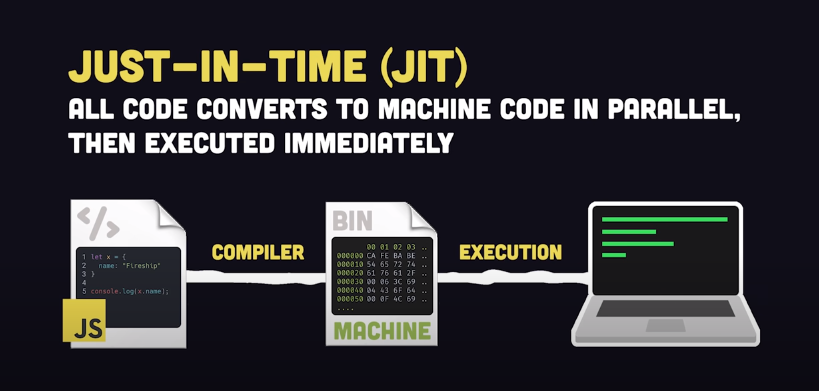 JUST-IN-TIME (JIT)
ALL CODE CONVERTS TO MACHINE CODE IN PARALLEL,
THEN EXECUTED IMMEDIATELY
</>
1 let x = {
2 name: "Fireship"
3 }
4
5 console.log(x.name);
JS
COMPILER
BIN
00 01 02 03 ..
000000 CA FE BA BE ..
000010 54 65 72 74 ..
000020 61 76 61 2F ..
000030 00 06 3C 69 ..
000040 04 43 6F 64 ..
000050 00 0F 4C 69 ..
....
MACHINE
EXECUTION